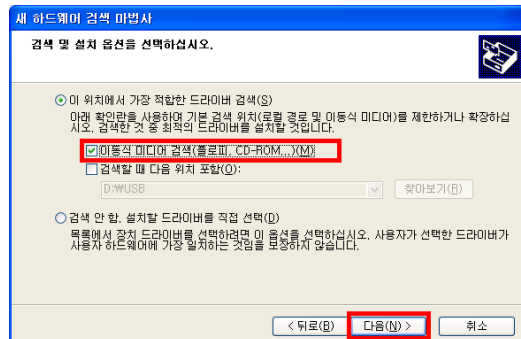 새 하드웨어 검색 마법사
검색 및 설치 옵션을 선택하십시오.
이 위치에서 가장 적합한 드라이버 검색(S)
아래 확인란을 사용하여 기본 검색 위치(로컬 경로 및 이동식 미디어)를 제한하거나 확장하십
시오. 검색한 것 중 최적의 드라이버를 설치할 것입니다.
이동식 미디어 검색(플로피, CD-ROM...)(M)
검색할 때 다음 위치 포함(O):
D:₩USB
찾아보기(R)
검색 안 함. 설치할 드라이버를 직접 선택(D)
목록에서 장치 드라이버를 선택하려면 이 옵션을 선택하십시오. 사용자가 선택한 드라이버가
사용자 하드웨어에 가장 일치하는 것임을 보장하지 않습니다.
< 뒤로(B)
다음(N) >
취소